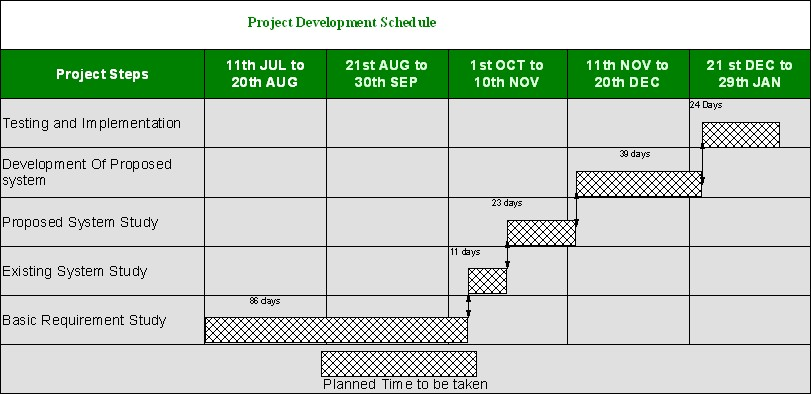 Project Development Schedule
Project Steps
11th JUL to
20th AUG
21st AUG to
30th SEP
1st OCT to
10th NOV
11th NOV to
20th DEC
21 st DEC to
29th JAN
Testing and Implementation
24 Days
Development Of Proposed
system
39 days
Proposed System Study
23 days
Existing System Study
11 days
Basic Requirement Study
86 days
Planned Time to be taken